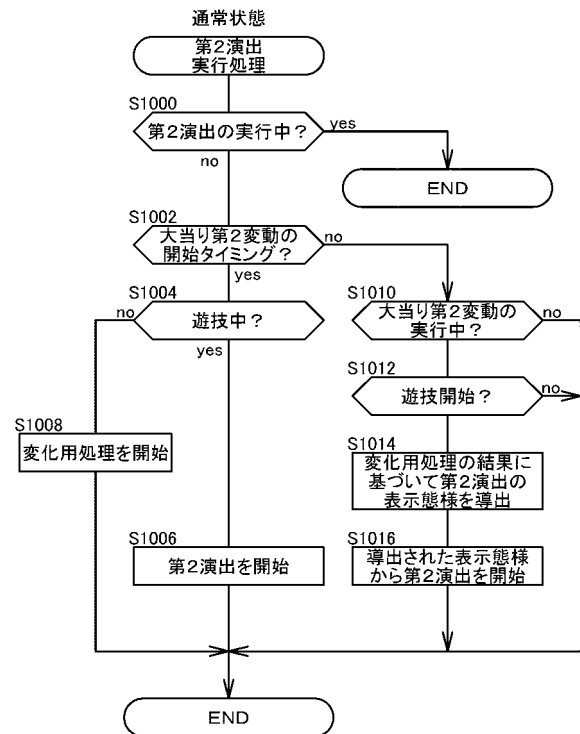 通常状態
第2演出
実行処理
S1000
第2演出の実行中?
yes
no
END
S1002
大当り第2変動の
開始タイミング?
no
yes
S1004
no
遊技中?
yes
S1010
大当り第2変動の
実行中?
no
S1012
遊技開始?
no
S1008
変化用処理を開始
S1014
変化用処理の結果に
基づいて第2演出の
表示態様を導出
S1006
第2演出を開始
S1016
導出された表示態様
から第2演出を開始
END